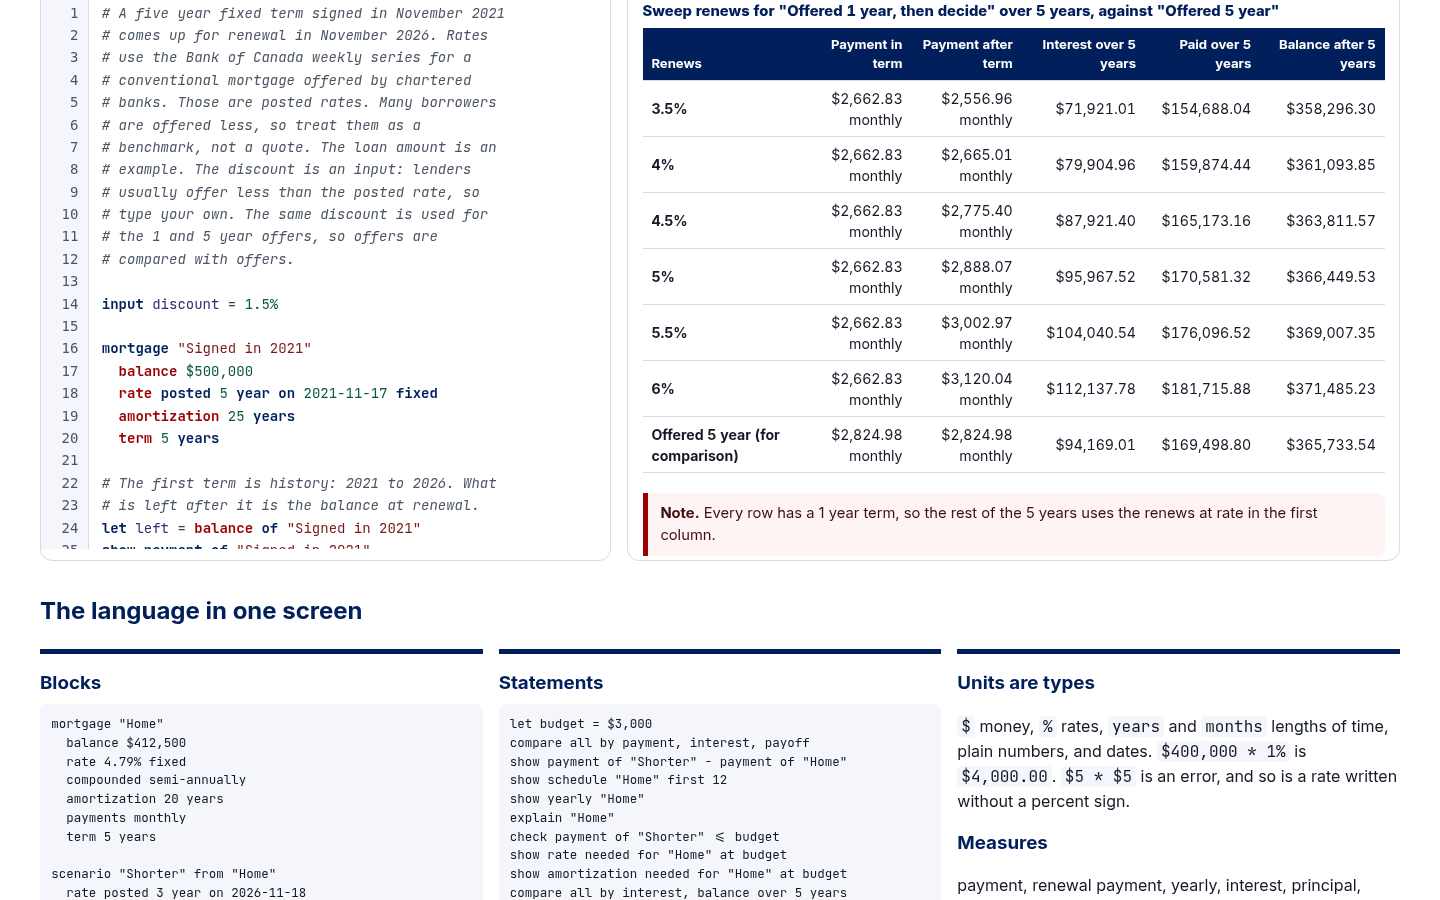 1 # A five year fixed term signed in November 2021
2 # comes up for renewal in November 2026. Rates
3 # use the Bank of Canada weekly series for a
4 # conventional mortgage offered by chartered
5 # banks. Those are posted rates. Many borrowers
6 # are offered less, so treat them as a
7 # benchmark, not a quote. The loan amount is an
8 # example. The discount is an input: lenders
9 # usually offer less than the posted rate, so
10 # type your own. The same discount is used for
11 # the 1 and 5 year offers, so offers are
12 # compared with offers.
13
14 input discount = 1.5%
15
16 mortgage "Signed in 2021"
17 balance $500,000
18 rate posted 5 year on 2021-11-17 fixed
19 amortization 25 years
20 term 5 years
21
22 # The first term is history: 2021 to 2026. What
23 # is left after it is the balance at renewal.
24 let left = balance of "Signed in 2021"
25 show payment of "Signed in 2021"
Sweep renews for "Offered 1 year, then decide" over 5 years, against "Offered 5 year"
Renews Payment in term Payment after term Interest over 5 years Paid over 5 years Balance after 5 years
3.5% $2,662.83 monthly $2,556.96 monthly $71,921.01 $154,688.04 $358,296.30
4% $2,662.83 monthly $2,665.01 monthly $79,904.96 $159,874.44 $361,093.85
4.5% $2,662.83 monthly $2,775.40 monthly $87,921.40 $165,173.16 $363,811.57
5% $2,662.83 monthly $2,888.07 monthly $95,967.52 $170,581.32 $366,449.53
5.5% $2,662.83 monthly $3,002.97 monthly $104,040.54 $176,096.52 $369,007.35
6% $2,662.83 monthly $3,120.04 monthly $112,137.78 $181,715.88 $371,485.23
Offered 5 year (for comparison) $2,824.98 monthly $2,824.98 monthly $94,169.01 $169,498.80 $365,733.54
Note. Every row has a 1 year term, so the rest of the 5 years uses the renews at rate in the first
column.
The language in one screen
Blocks
mortgage "Home"
balance $412,500
rate 4.79% fixed
compounded semi-annually
amortization 20 years
payments monthly
term 5 years
scenario "Shorter" from "Home"
rate posted 3 year on 2026-11-18
Statements
let budget = $3,000
compare all by payment, interest, payoff
show payment of "Shorter" - payment of "Home"
show schedule "Home" first 12
show yearly "Home"
explain "Home"
check payment of "Shorter" <= budget
show rate needed for "Home" at budget
show amortization needed for "Home" at budget
compare all by interest, balance over 5 years
Units are types
$ money, % rates, years and months lengths of time,
plain numbers, and dates. $400,000 * 1% is
$4,000.00. $5 * $5 is an error, and so is a rate written
without a percent sign.
Measures
payment, renewal payment, yearly, interest, principal,